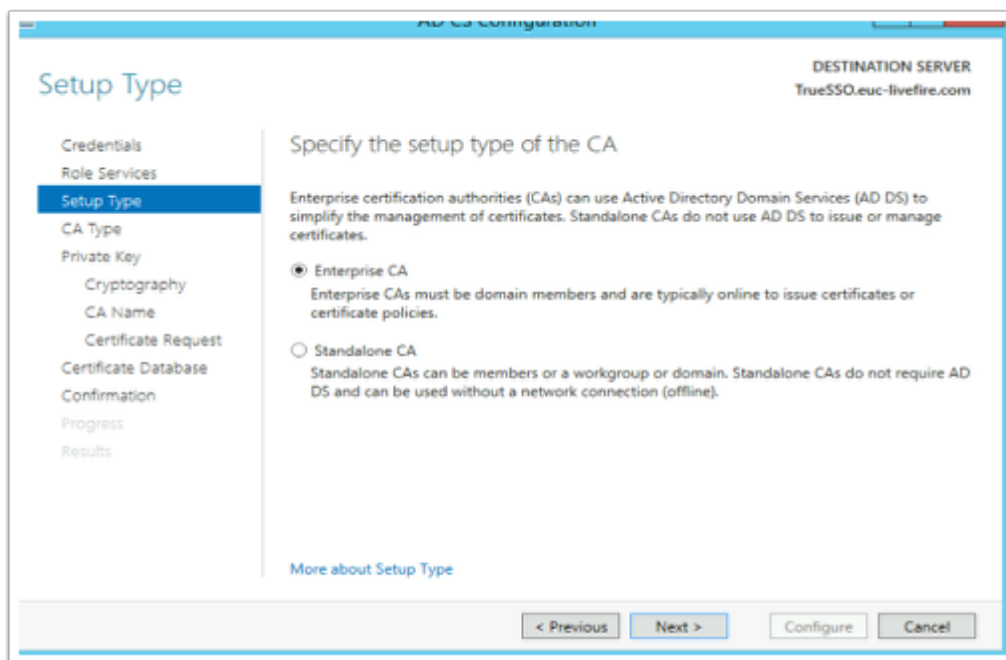 AD CS Configuration
DESTINATION SERVER
TrueSSO.euc-livefire.com
Setup Type
Credentials
Role Services
Setup Type
CA Type
Private Key
Cryptography
CA Name
Certificate Request
Certificate Database
Confirmation
Progress
Results
Specify the setup type of the CA
Enterprise certification authorities (CAs) can use Active Directory Domain Services (AD DS) to
simplify the management of certificates. Standalone CAs do not use AD DS to issue or manage
certificates.
Enterprise CA
Enterprise CAs must be domain members and are typically online to issue certificates or
certificate policies.
Standalone CA
Standalone CAs can be members or a workgroup or domain. Standalone CAs do not require AD
DS and can be used without a network connection (offline).
More about Setup Type
< Previous
Next >
Configure
Cancel